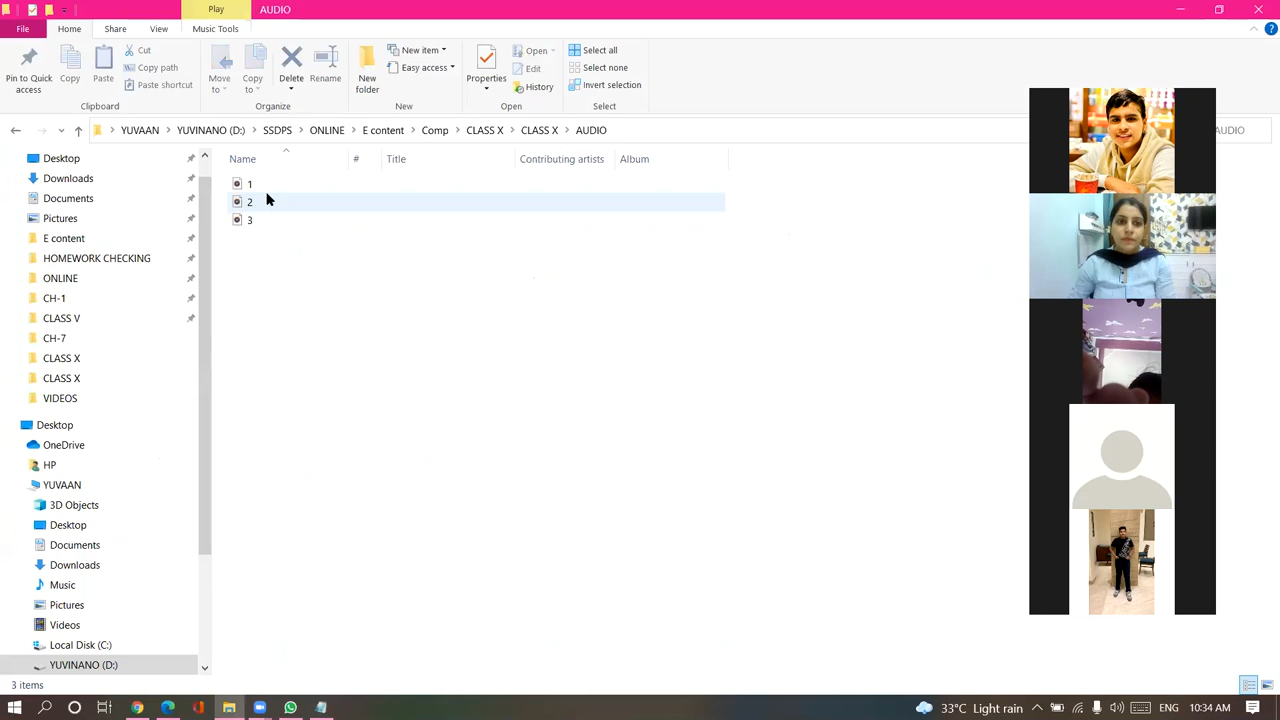 Play
AUDIO
File
Home
Share
View
Music Tools
Pin to Quick access
Copy
Paste
Cut
Copy path
Paste shortcut
Clipboard
Move to
Copy to
Delete
Rename
Organize
New folder
New item
Easy access
New
Properties
Open
Edit
History
Open
Select all
Select none
Invert selection
Select
YUVAAN
YUVINANO (D:)
SSDPS
ONLINE
E content
Comp
CLASS X
CLASS X
AUDIO
AUDIO
Name
#
Title
Contributing artists
Album
1
2
3
Desktop
Downloads
Documents
Pictures
E content
HOMEWORK CHECKING
ONLINE
CH-1
CLASS V
CH-7
CLASS X
CLASS X
VIDEOS
Desktop
OneDrive
HP
YUVAAN
3D Objects
Desktop
Documents
Downloads
Music
Pictures
Videos
Local Disk (C:)
YUVINANO (D:)
3 items
33°C Light rain
ENG
10:34 AM